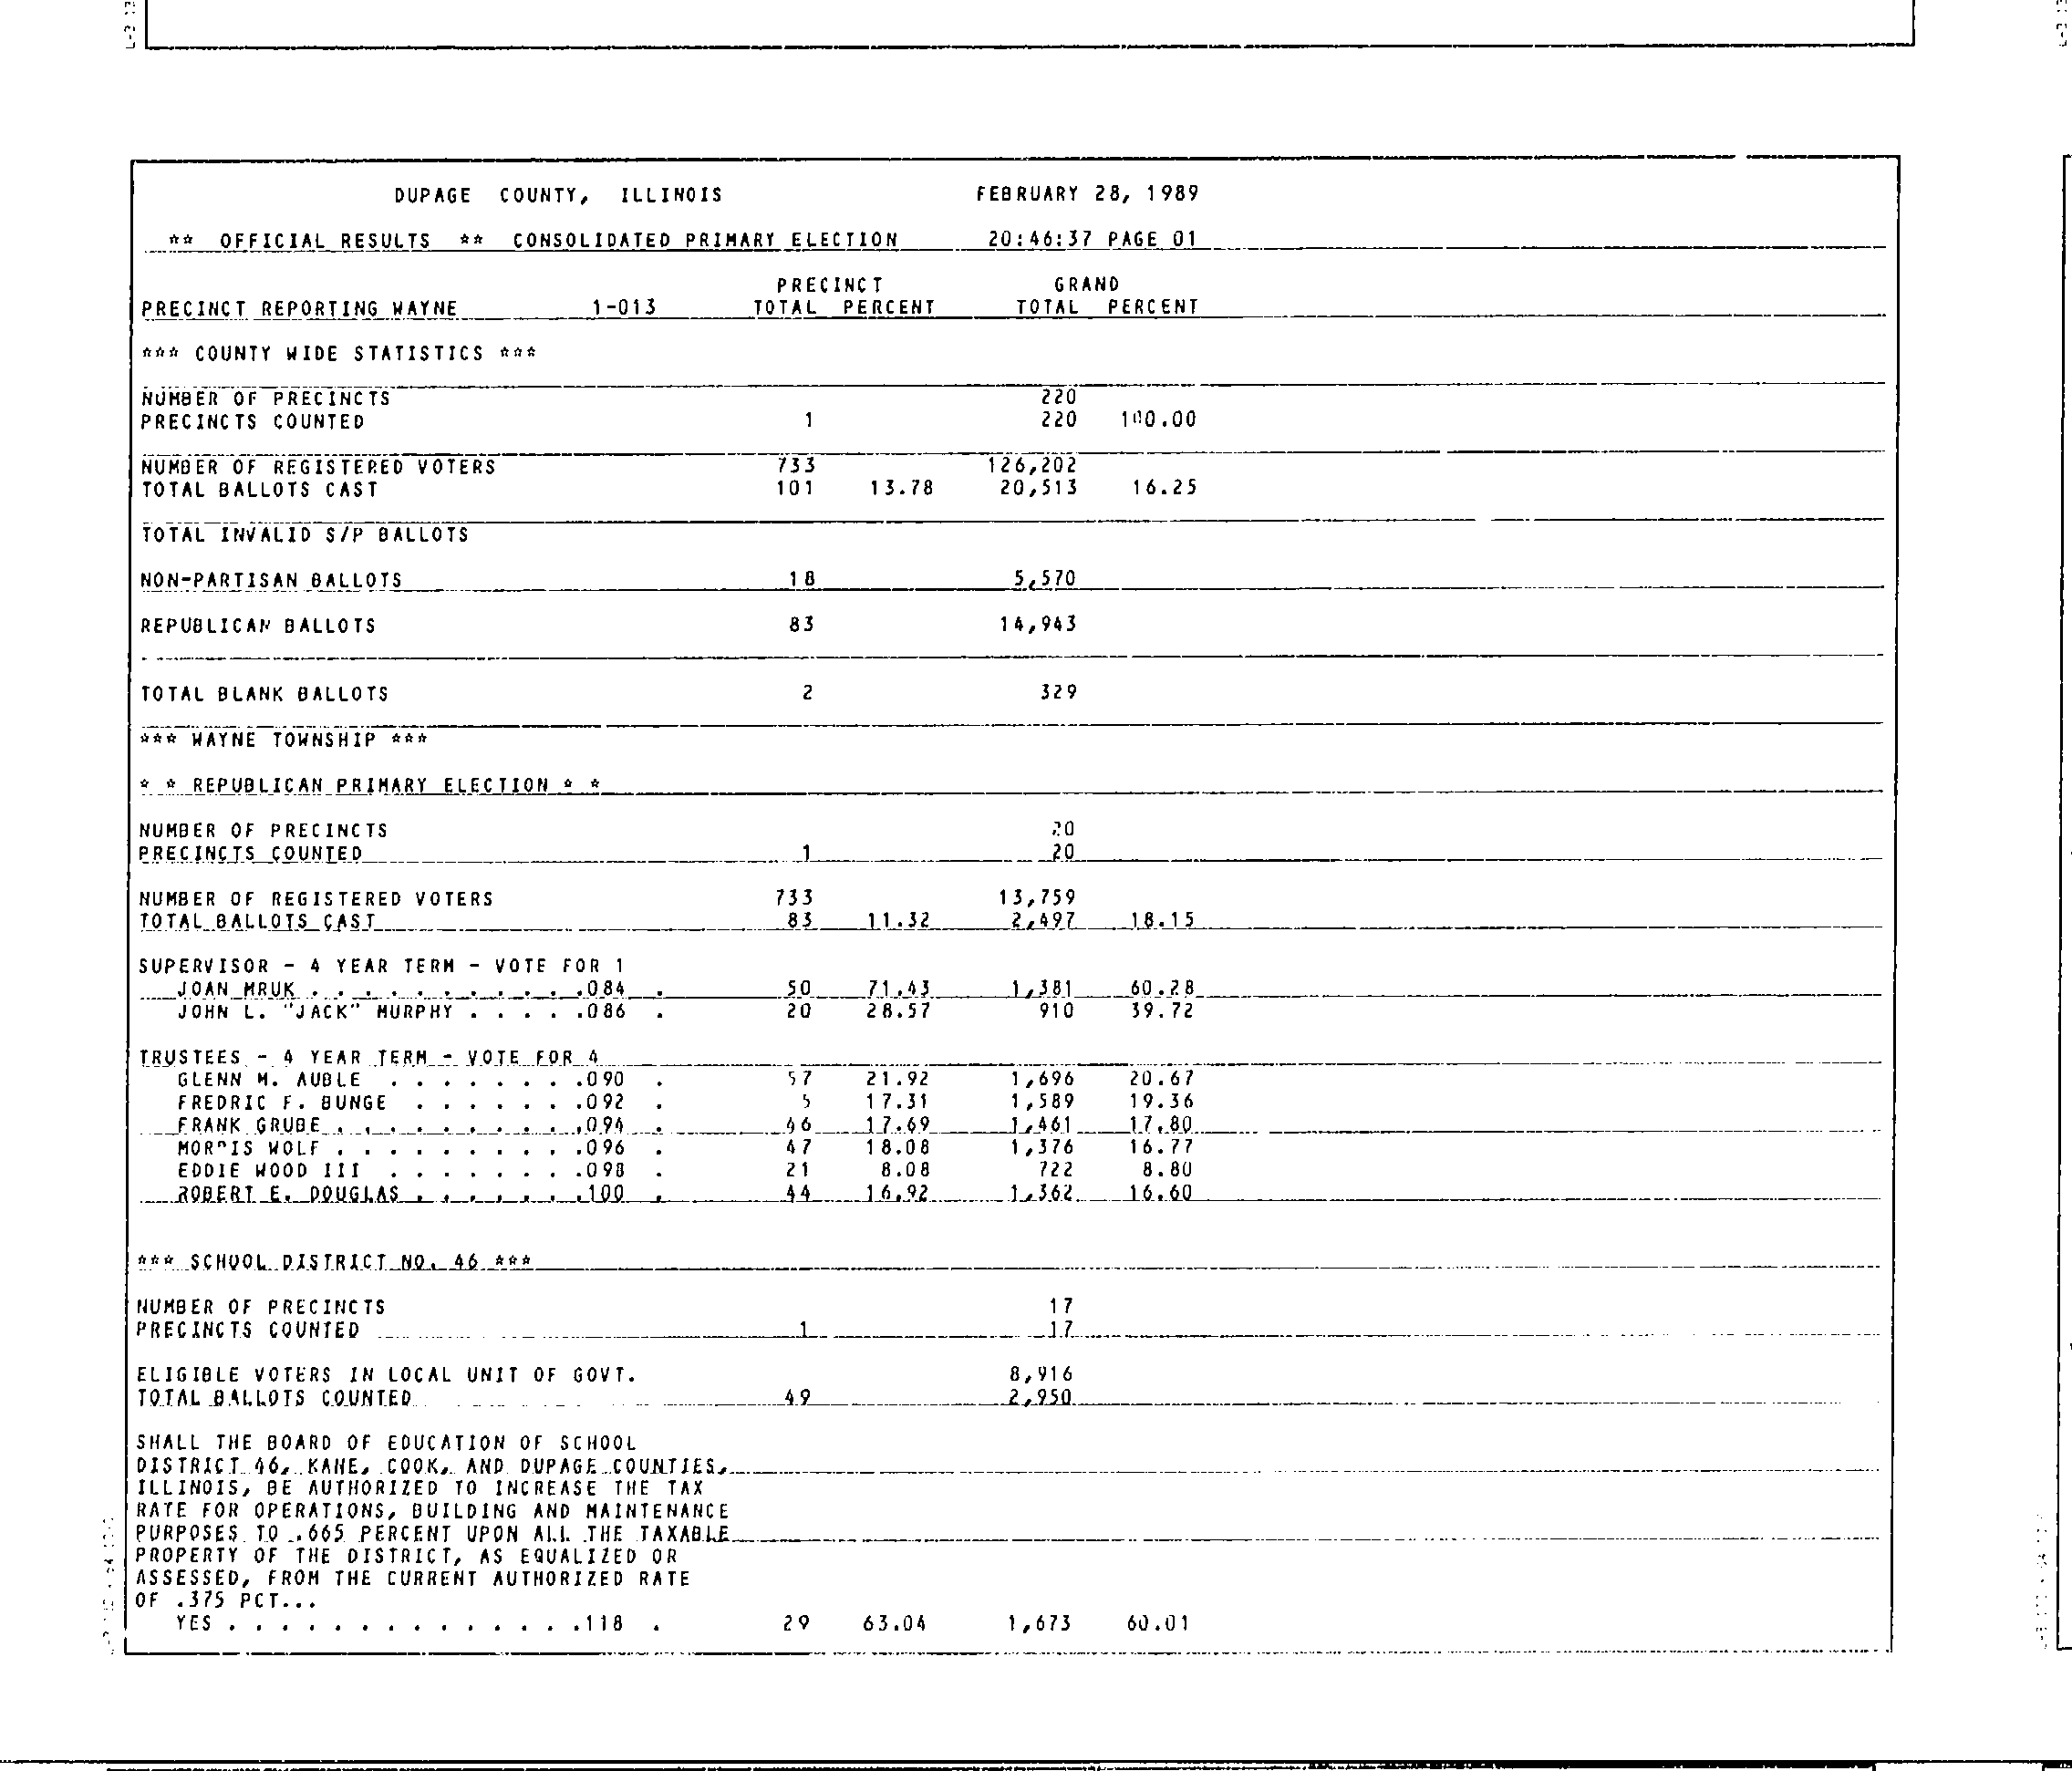 DUPAGE COUNTY, ILLINOIS FEBRUARY 28, 1989
** OFFICIAL RESULTS ** CONSOLIDATED PRIMARY ELECTION 20:46:37 PAGE 01
PRECINCT GRAND
PRECINCT REPORTING WAYNE 1-013 TOTAL PERCENT TOTAL PERCENT
*** COUNTY WIDE STATISTICS ***
NUMBER OF PRECINCTS 220
PRECINCTS COUNTED 1 220 100.00
NUMBER OF REGISTERED VOTERS 733 126,202
TOTAL BALLOTS CAST 101 13.78 20,513 16.25
TOTAL INVALID S/P BALLOTS
NON-PARTISAN BALLOTS 18 5,570
REPUBLICAN BALLOTS 83 14,943
TOTAL BLANK BALLOTS 2 329
*** WAYNE TOWNSHIP ***
* * REPUBLICAN PRIMARY ELECTION * *
NUMBER OF PRECINCTS 20
PRECINCTS COUNTED 1 20
NUMBER OF REGISTERED VOTERS 733 13,759
TOTAL BALLOTS CAST 83 11.32 2,497 18.15
SUPERVISOR - 4 YEAR TERM - VOTE FOR 1
JOAN MRUK . . . . . . . . . . .084 . 50 71.43 1,381 60.28
JOHN L. "JACK" MURPHY . . . . .086 . 20 28.57 910 39.72
TRUSTEES - 4 YEAR TERM - VOTE FOR 4
GLENN M. AUBLE . . . . . . . .090 . 57 21.92 1,696 20.67
FREDRIC F. BUNGE . . . . . . .092 . 5 17.31 1,589 19.36
FRANK GRUBE . . . . . . . . . .094 . 46 17.69 1,461 17.80
MORRIS WOLF . . . . . . . . . .096 . 47 18.08 1,376 16.77
EDDIE WOOD III . . . . . . . .098 . 21 8.08 722 8.80
ROBERT E. DOUGLAS . . . . . . .100 . 44 16.92 1,362 16.60
*** SCHOOL DISTRICT NO. 46 ***
NUMBER OF PRECINCTS 17
PRECINCTS COUNTED 1 17
ELIGIBLE VOTERS IN LOCAL UNIT OF GOVT. 8,916
TOTAL BALLOTS COUNTED 49 2,950
SHALL THE BOARD OF EDUCATION OF SCHOOL
DISTRICT 46, KANE, COOK, AND DUPAGE COUNTIES,
ILLINOIS, BE AUTHORIZED TO INCREASE THE TAX
RATE FOR OPERATIONS, BUILDING AND MAINTENANCE
PURPOSES TO .665 PERCENT UPON ALL THE TAXABLE
PROPERTY OF THE DISTRICT, AS EQUALIZED OR
ASSESSED, FROM THE CURRENT AUTHORIZED RATE
OF .375 PCT...
YES . . . . . . . . . . . . . .118 . 29 63.04 1,673 60.01